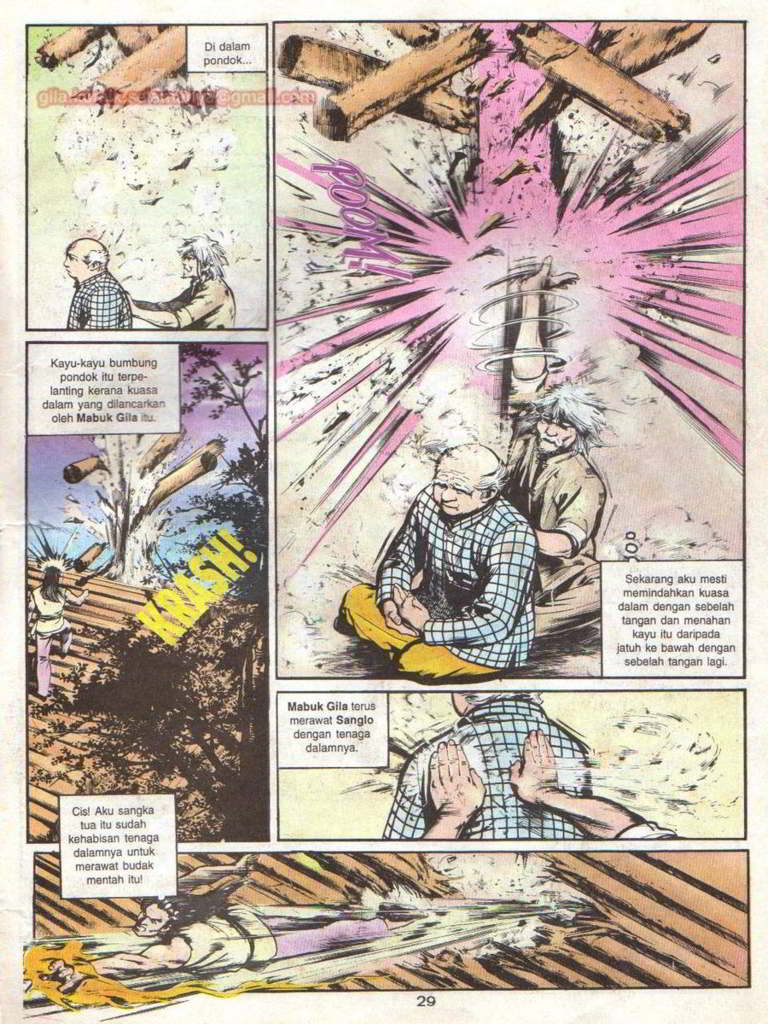 Di dalam
pondok...
POOM!
Sekarang aku mesti
memindahkan kuasa
dalam dengan sebelah
tangan dan menahan
kayu itu daripada
jatuh ke bawah dengan
sebelah tangan lagi.
Kayu-kayu bumbung
pondok itu terpe-
lanting kerana kuasa
dalam yang dilancarkan
oleh Mabuk Gila itu.
KRASH!
Mabuk Gila terus
merawat Sanglo
dengan tenaga
dalamnya.
Cis! Aku sangka
tua itu sudah
kehabisan tenaga
dalamnya untuk
merawat budak
mentah itu!
29